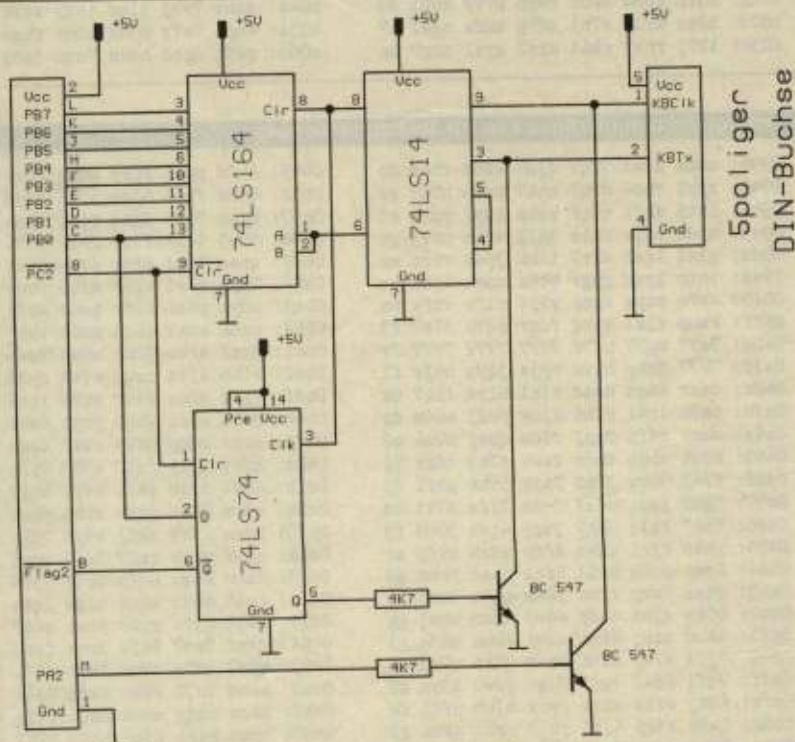 +5V
+5V
+5V
+5V
Vcc 2
PB7 L
PB6 K
PB5 J
PB4 H
PB3 F
PB2 E
PB1 D
PB0 C
PC2 8
Flag2 B
PA2 M
Gnd 1
Vcc
3
4
5
6
10
11
12
13
9 Clr
Clr 8
74LS164
A 1
B 2
Gnd
7
Vcc
8
6
74LS14
9
3
5
4
Gnd
7
5 Vcc
1 KBClk
2 KBTx
4 Gnd
5poliger
DIN-Buchse
+5V
4 14
Pre Vcc
Clk 3
1 Clr
2 D
74LS74
6 Q
Q 5
Gnd
7
4K7
BC 547
4K7
BC 547